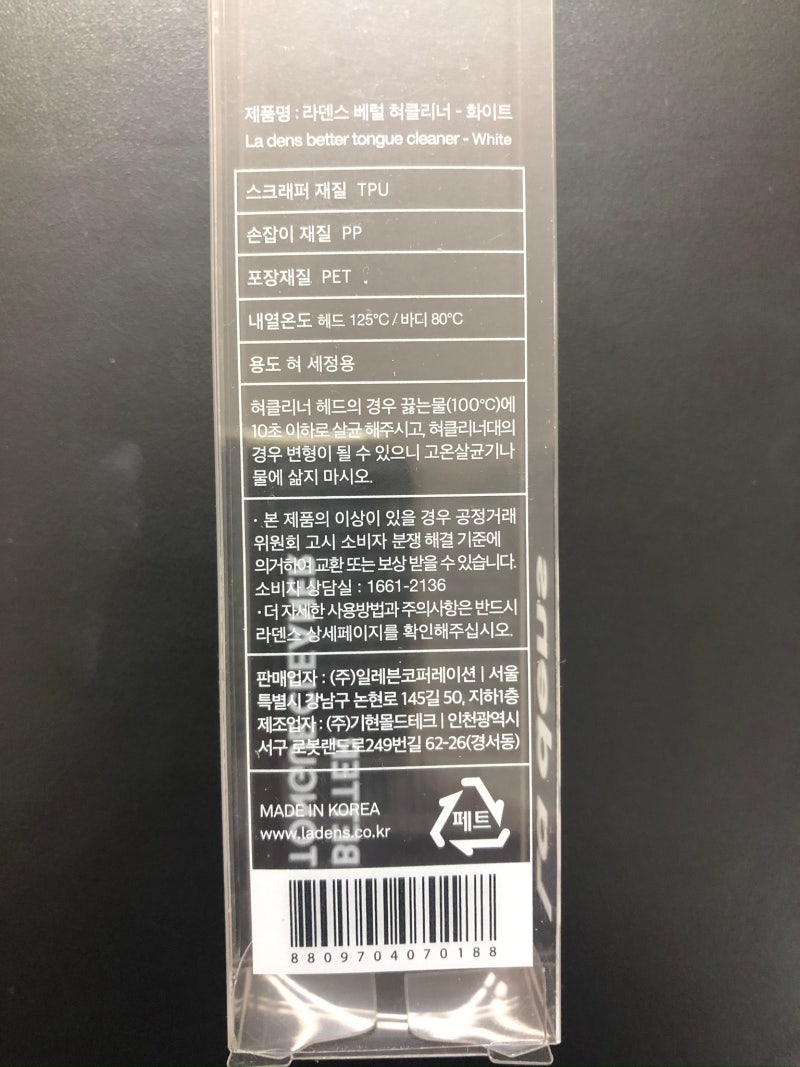 제품명 : 라덴스 베럴 혀클리너 - 화이트
La dens better tongue cleaner - White
스크래퍼 재질 TPU
손잡이 재질 PP
포장재질 PET
내열온도 헤드 125°C / 바디 80°C
용도 혀 세정용
혀클리너 헤드의 경우 끓는물(100°C)에
10초 이하로 살균 해주시고, 혀클리너대의
경우 변형이 될 수 있으니 고온살균기나
물에 삶지 마시오.
· 본 제품의 이상이 있을 경우 공정거래
위원회 고시 소비자 분쟁 해결 기준에
의거하여 교환 또는 보상 받을 수 있습니다.
소비자 상담실 : 1661-2136
· 더 자세한 사용방법과 주의사항은 반드시
라덴스 상세페이지를 확인해주십시오.
판매업자 : (주)일레븐코퍼레이션 | 서울
특별시 강남구 논현로 145길 50, 지하1층
제조업자 : (주)기현몰드테크 | 인천광역시
서구 로봇랜드로249번길 62-26(경서동)
MADE IN KOREA
www.ladens.co.kr
페트
8809704070188
BETTER
TONGUE CLEANER
la dens